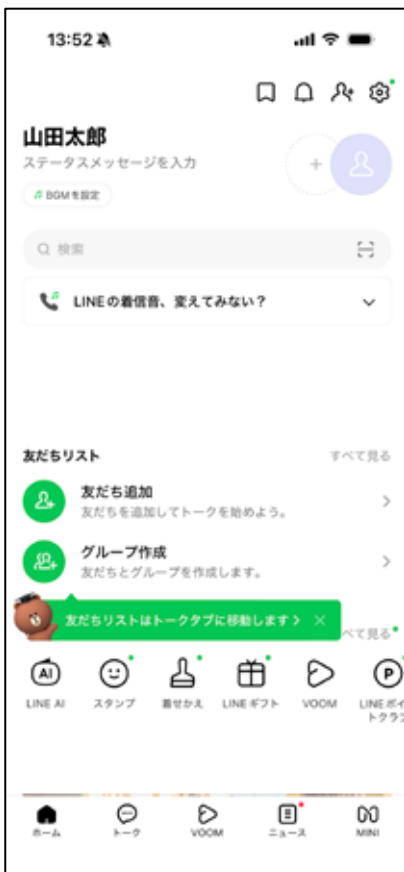 13:52
山田太郎
ステータスメッセージを入力
BGMを設定
検索
LINEの着信音、変えてみない？
友だちリスト
すべて見る
友だち追加
友だちを追加してトークを始めよう。
グループ作成
友だちとグループを作成します。
友だちリストはトークタブに移動します
べて見る
AI
P
LINE AI
スタンプ
着せかえ
LINEギフト
VOOM
LINEポイ
トクラブ
ホーム
トーク
VOOM
ニュース
MINI